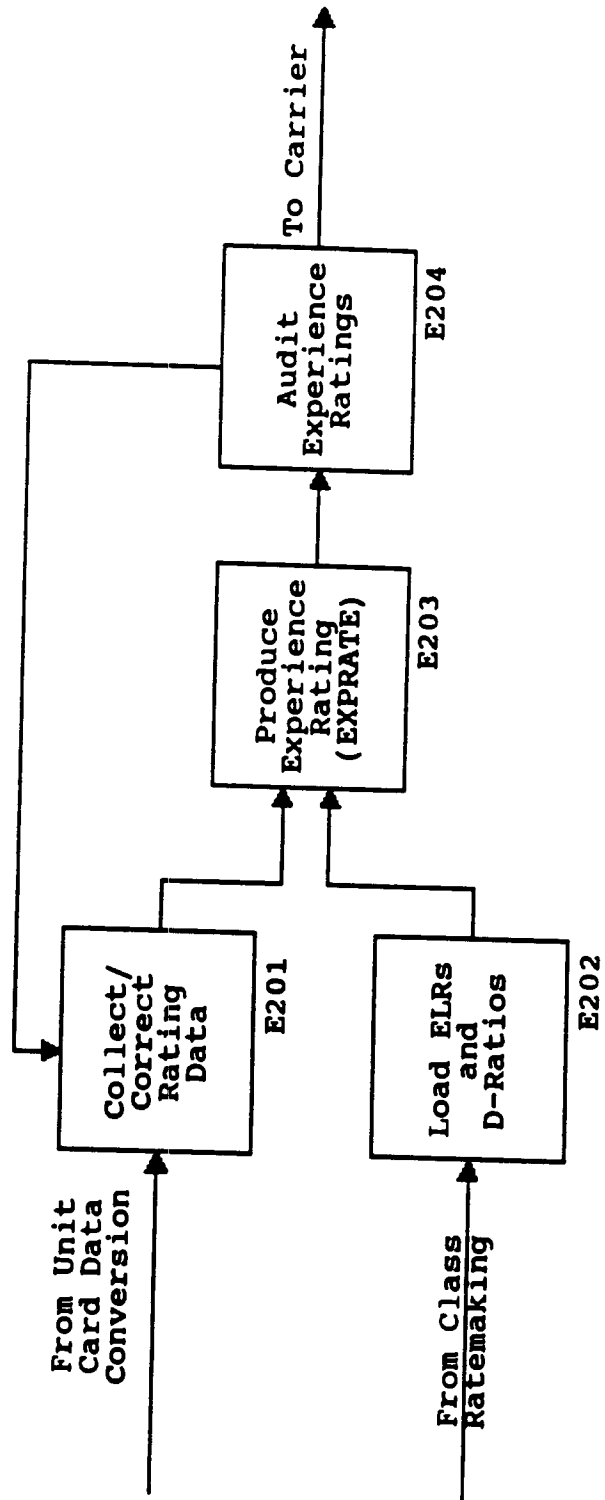 From Unit
Card Data
Conversion
Collect/
Correct
Rating
Data
E201
From Class
Ratemaking
Load ELRs
and
D-Ratios
E202
Produce
Experience
Rating
(EXPRATE)
E203
Audit
Experience
Ratings
E204
To Carrier